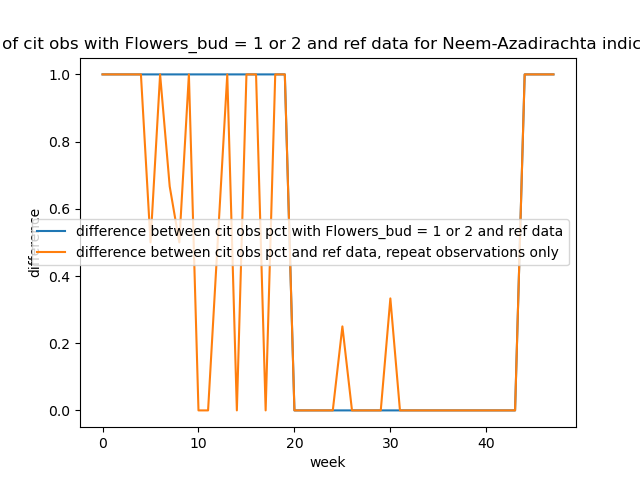 of cit obs with Flowers_bud = 1 or 2 and ref data for Neem-Azadirachta indic
1.0
0.8
0.6
0.4
0.2
0.0
difference
difference between cit obs pct with Flowers_bud = 1 or 2 and ref data
difference between cit obs pct and ref data, repeat observations only
0 10 20 30 40
week